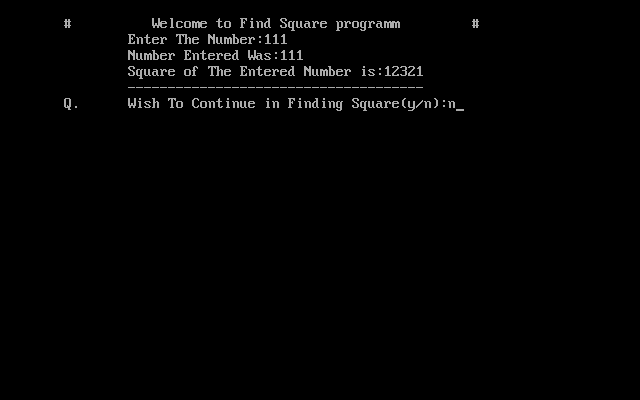 # Welcome to Find Square programm #
Enter The Number:111
Number Entered Was:111
Square of The Entered Number is:12321
-------------------------------------
Q. Wish To Continue in Finding Square(y/n):n_